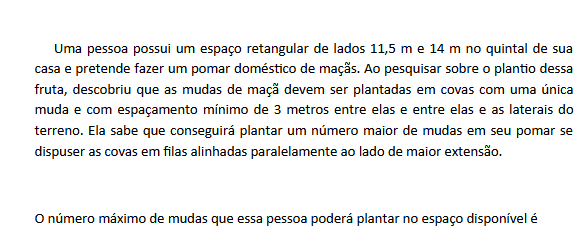 Uma pessoa possui um espaço retangular de lados 11,5 m e 14 m no quintal de sua
casa e pretende fazer um pomar doméstico de maçãs. Ao pesquisar sobre o plantio dessa
fruta, descobriu que as mudas de maçã devem ser plantadas em covas com uma única
muda e com espaçamento mínimo de 3 metros entre elas e entre elas e as laterais do
terreno. Ela sabe que conseguirá plantar um número maior de mudas em seu pomar se
dispuser as covas em filas alinhadas paralelamente ao lado de maior extensão.
O número máximo de mudas que essa pessoa poderá plantar no espaço disponível é